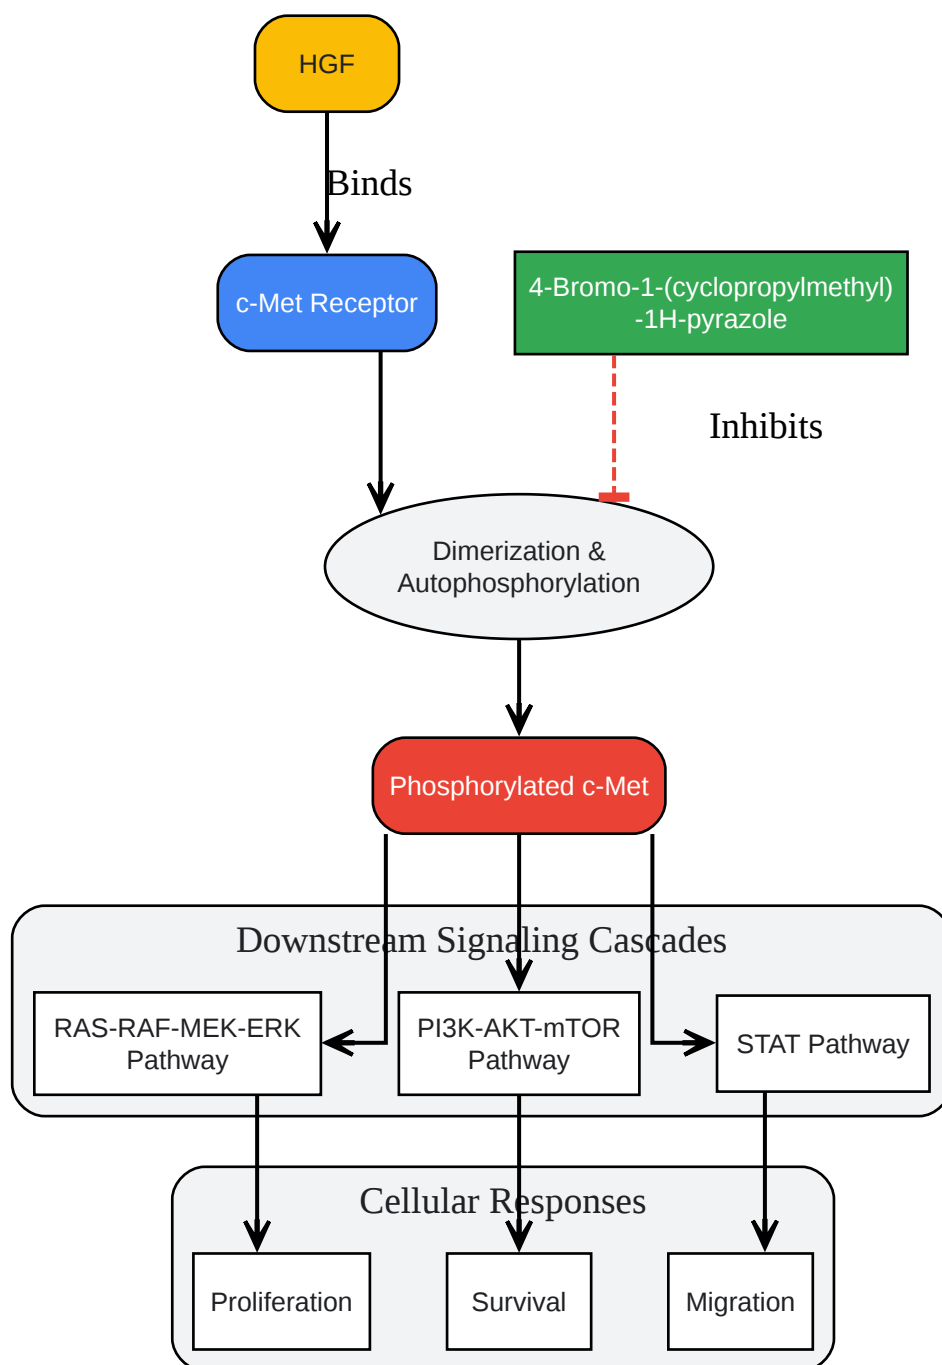 HGF
Binds
c-Met Receptor
4-Bromo-1-(cyclopropylmethyl)
-1H-pyrazole
Inhibits
Dimerization &
Autophosphorylation
Phosphorylated c-Met
Downstream Signaling Cascades
RAS-RAF-MEK-ERK
Pathway
PI3K-AKT-mTOR
Pathway
STAT Pathway
Cellular Responses
Proliferation
Survival
Migration